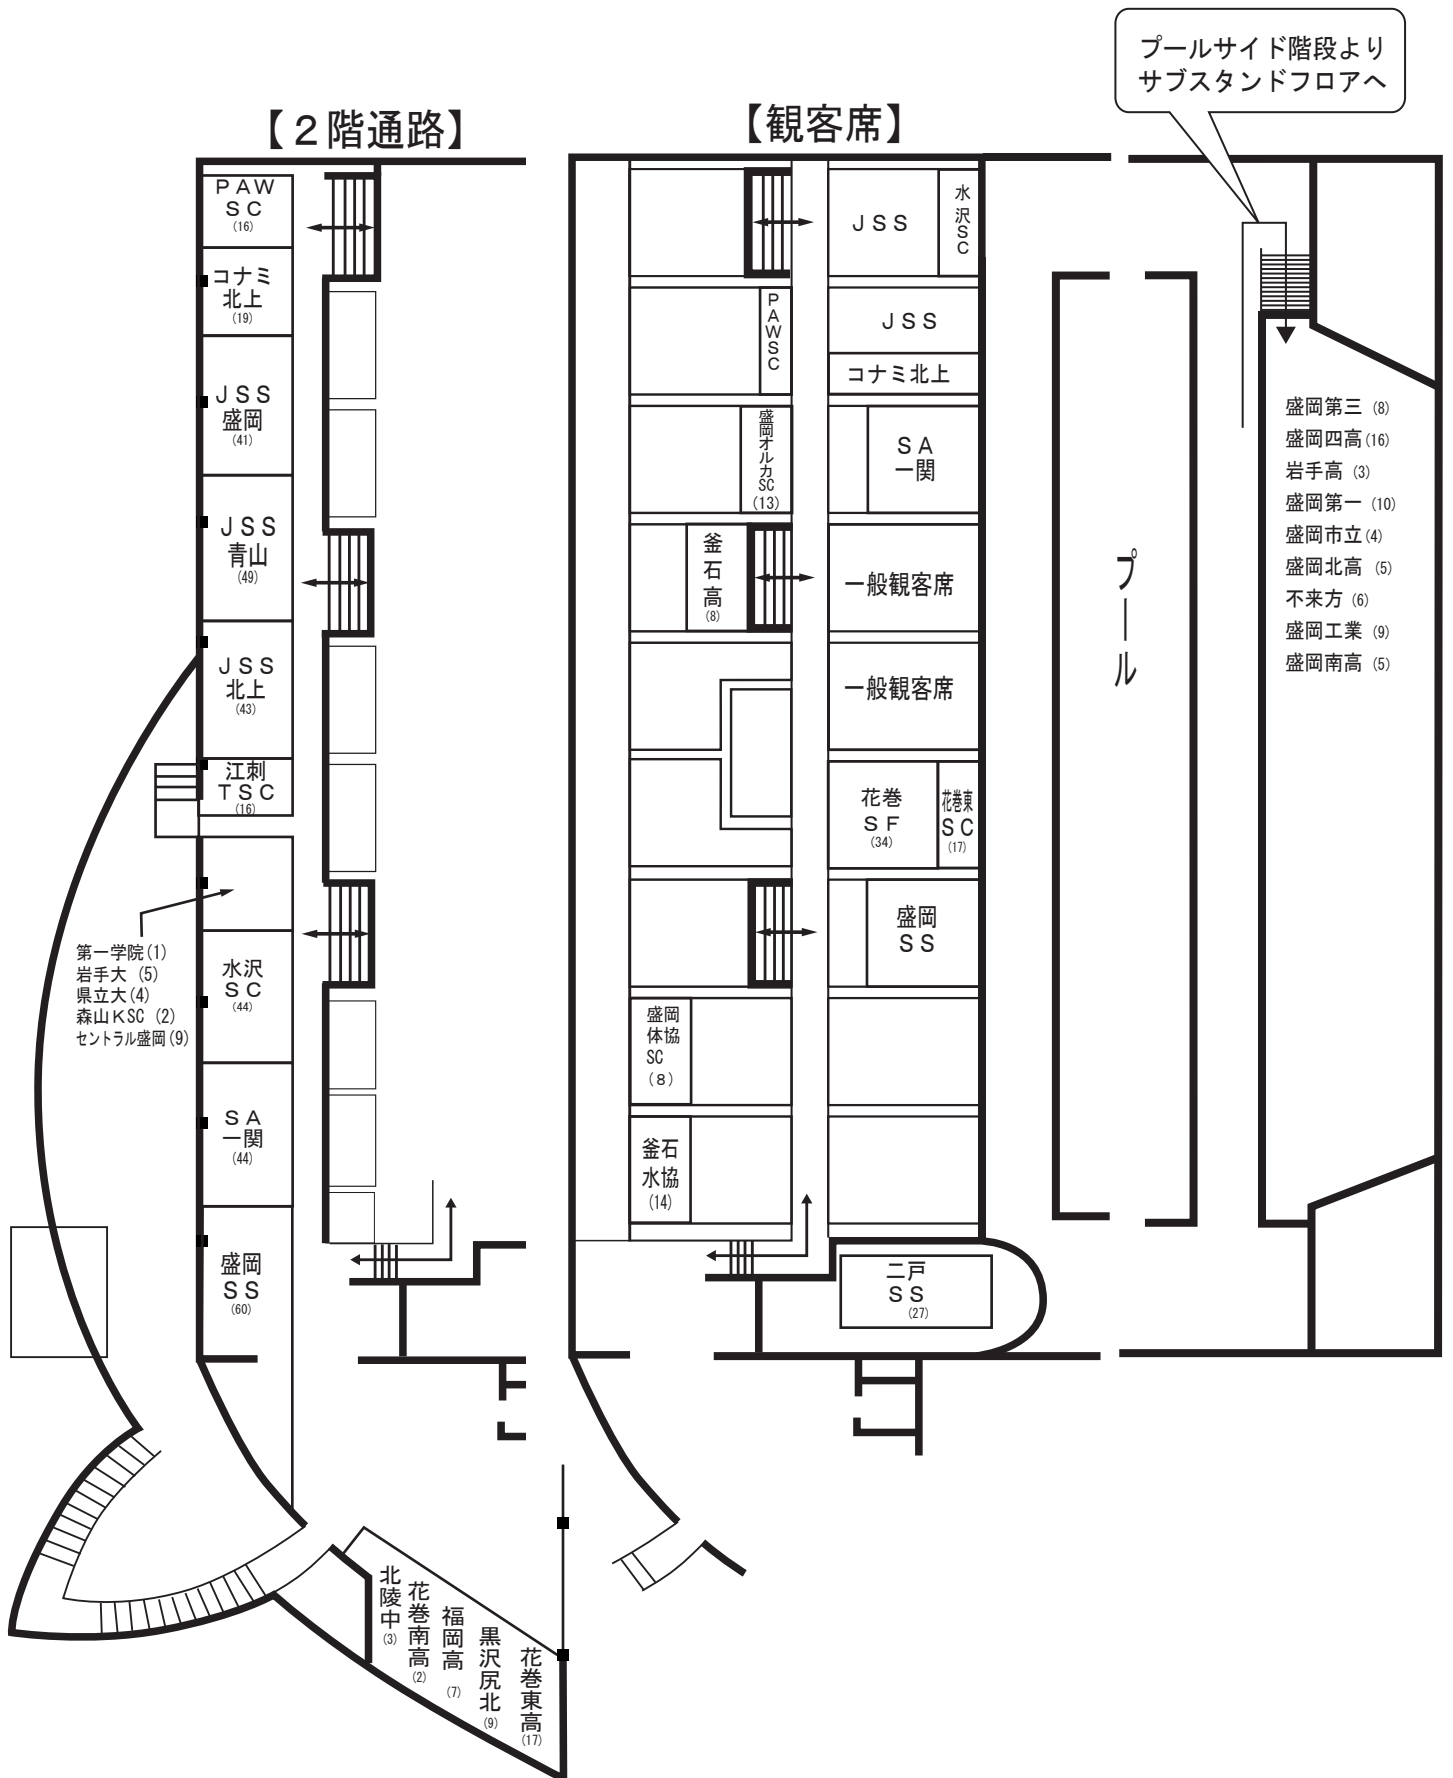 プールサイド階段より
サブスタンドフロアへ
【２階通路】
ＰＡＷ
ＳＣ
(16)
コナミ
北上
(19)
ＪＳＳ
盛岡
(41)
ＪＳＳ
青山
(49)
ＪＳＳ
北上
(43)
江刺
ＴＳＣ
(16)
第一学院(1)
岩手大 (5)
県立大(4)
森山ＫSC (2)
セントラル盛岡(9)
水沢
ＳＣ
(44)
ＳＡ
一関
(44)
盛岡
ＳＳ
(60)
北陵中
(3)
花巻南高
(2)
福岡高
(7)
黒沢尻北
(9)
花巻東高
(17)
【観客席】
ＪＳＳ
水沢ＳＣ
ＰＡＷＳＣ
ＪＳＳ
コナミ北上
盛岡オルカSC
(13)
ＳＡ
一関
釜石高
(8)
一般観客席
一般観客席
花巻
ＳＦ
(34)
花巻東
ＳＣ
(17)
盛岡
ＳＳ
盛岡
体協
SC
(８)
釜石
水協
(14)
二戸
ＳＳ
(27)
プール
盛岡第三 (8)
盛岡四高(16)
岩手高 (3)
盛岡第一 (10)
盛岡市立(4)
盛岡北高 (5)
不来方 (6)
盛岡工業 (9)
盛岡南高 (5)